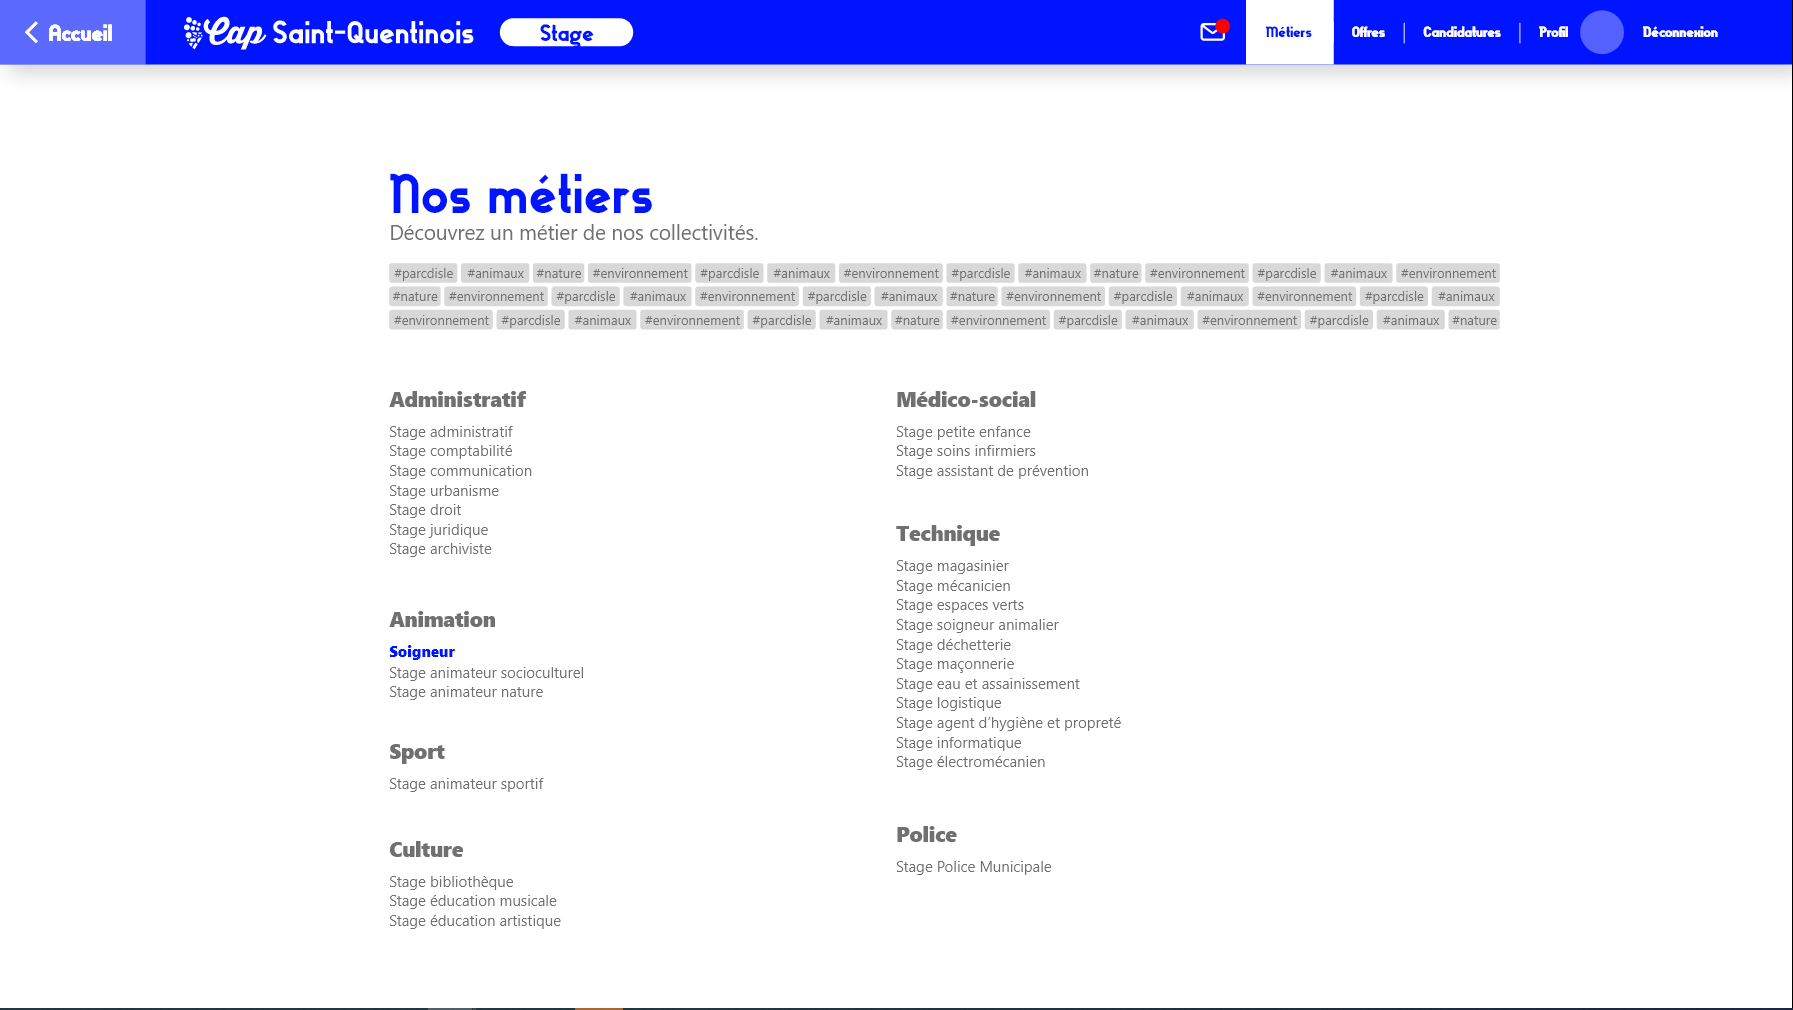 Accueil
Cap Saint-Quentinois
Stage
Métiers
Offres
Candidatures
Profil
Déconnexion
Nos métiers
Découvrez un métier de nos collectivités.
#parcdisle #animaux #nature #environnement #parcdisle #animaux #environnement #parcdisle #animaux #nature #environnement #parcdisle #animaux #environnement
#nature #environnement #parcdisle #animaux #environnement #parcdisle #animaux #nature #environnement #parcdisle #animaux #environnement #parcdisle #animaux
#environnement #parcdisle #animaux #environnement #parcdisle #animaux #nature #environnement #parcdisle #animaux #environnement #parcdisle #animaux #nature
Administratif
Stage administratif
Stage comptabilité
Stage communication
Stage urbanisme
Stage droit
Stage juridique
Stage archiviste
Animation
Soigneur
Stage animateur socioculturel
Stage animateur nature
Sport
Stage animateur sportif
Culture
Stage bibliothèque
Stage éducation musicale
Stage éducation artistique
Médico-social
Stage petite enfance
Stage soins infirmiers
Stage assistant de prévention
Technique
Stage magasinier
Stage mécanicien
Stage espaces verts
Stage soigneur animalier
Stage déchetterie
Stage maçonnerie
Stage eau et assainissement
Stage logistique
Stage agent d’hygiène et propreté
Stage informatique
Stage électromécanien
Police
Stage Police Municipale